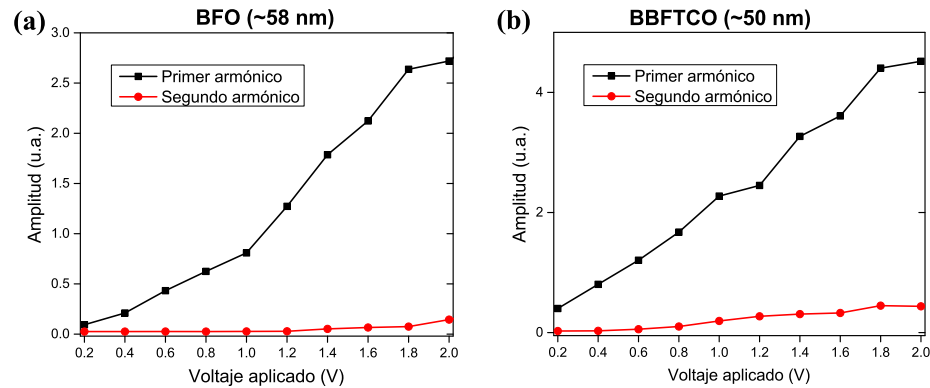 (a)
BFO (~58 nm)
3.0
2.5
2.0
1.5
1.0
0.5
0.0
Amplitud (u.a.)
Primer armónico
Segundo armónico
0.2 0.4 0.6 0.8 1.0 1.2 1.4 1.6 1.8 2.0
Voltaje aplicado (V)
(b)
BBFTCO (~50 nm)
4
2
0
Amplitud (u.a.)
Primer armónico
Segundo armónico
0.2 0.4 0.6 0.8 1.0 1.2 1.4 1.6 1.8 2.0
Voltaje aplicado (V)